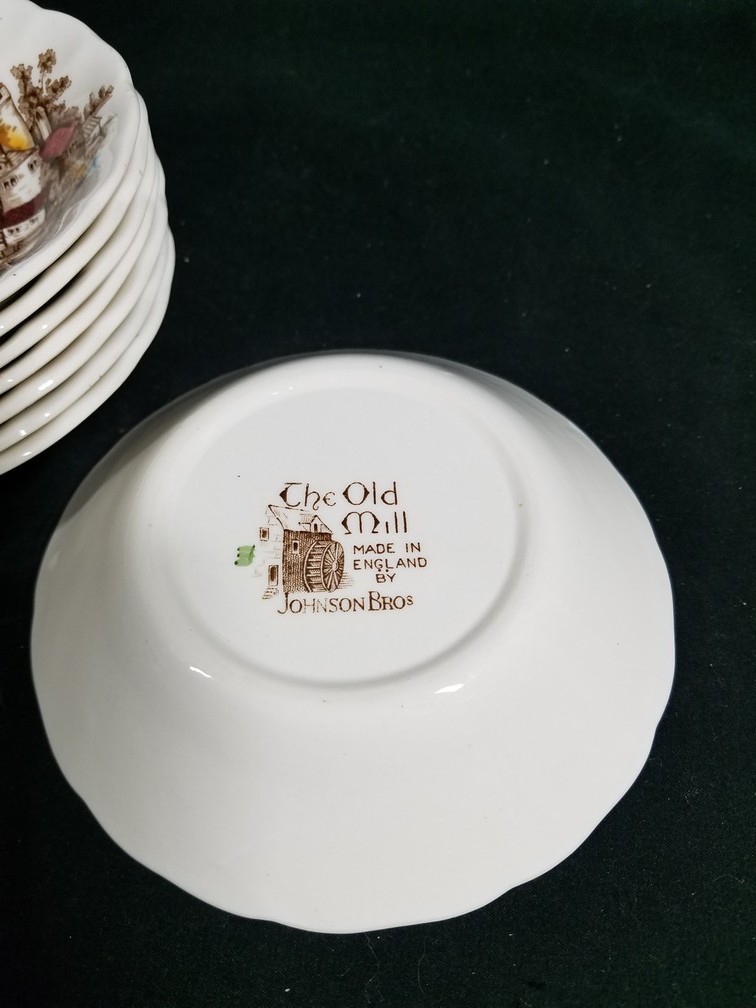 The Old
Mill
MADE IN
ENGLAND
BY
JOHNSON BROS